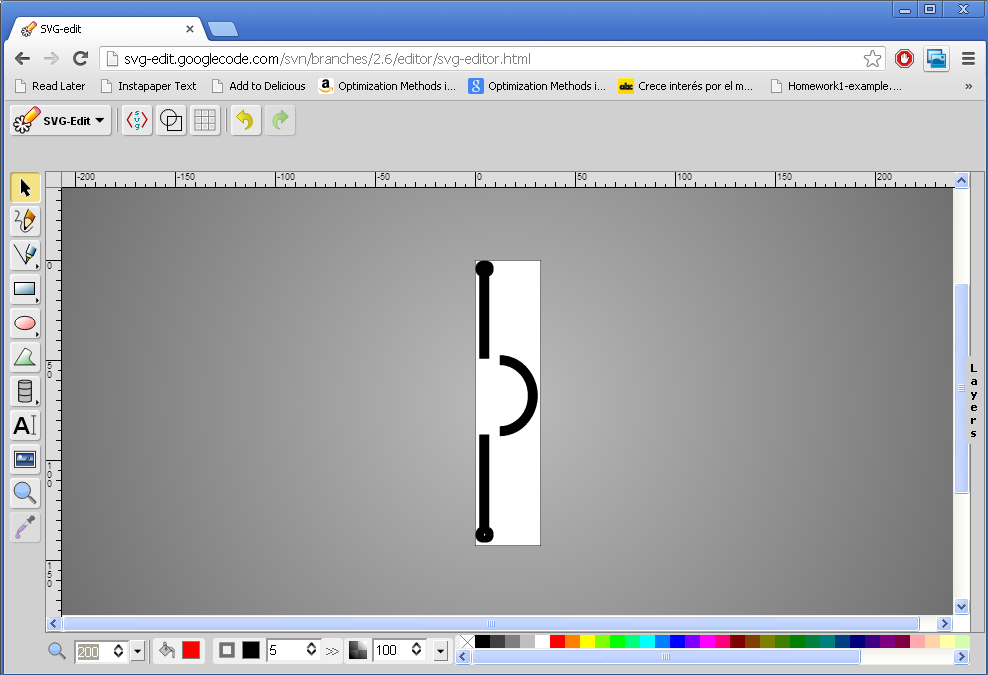 SVG-edit
svg-edit.googlecode.com/svn/branches/2.6/editor/svg-editor.html
Read Later Instapaper Text Add to Delicious a Optimization Methods i... g Optimization Methods i... abc Crece interés por el m... Homework1-example.... »
SVG-Edit svg
-200 -150 -100 -50 0 50 100 150 200
0
50
100
150
A
Layers
200 5 >> 100